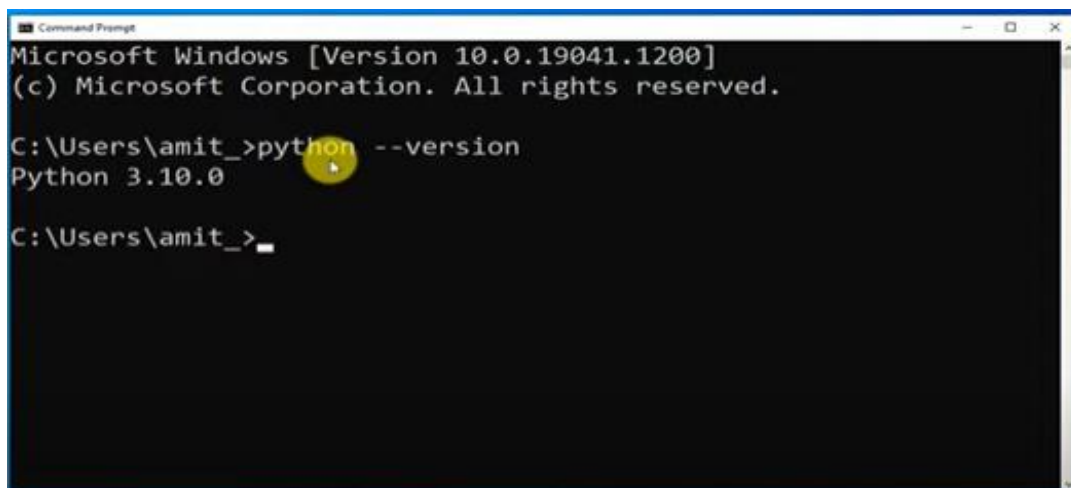 Command Prompt
Microsoft Windows [Version 10.0.19041.1200]
(c) Microsoft Corporation. All rights reserved.
C:\Users\amit_>python --version
Python 3.10.0
C:\Users\amit_>